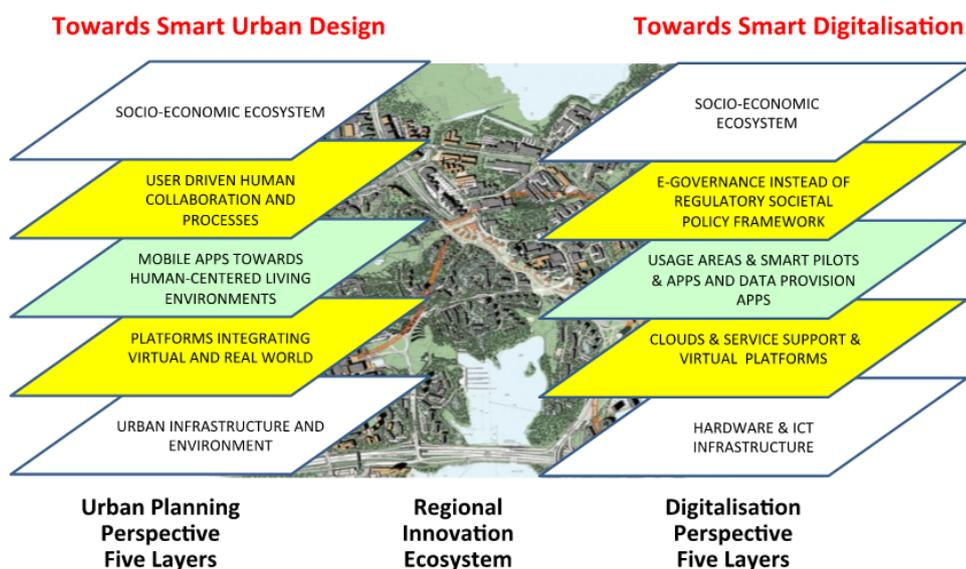 Towards Smart Urban Design
Towards Smart Digitalisation
SOCIO-ECONOMIC ECOSYSTEM
USER DRIVEN HUMAN
COLLABORATION AND
PROCESSES
MOBILE APPS TOWARDS
HUMAN-CENTERED LIVING
ENVIRONMENTS
PLATFORMS INTEGRATING
VIRTUAL AND REAL WORLD
URBAN INFRASTRUCTURE AND
ENVIRONMENT
SOCIO-ECONOMIC
ECOSYSTEM
E-GOVERNANCE INSTEAD OF
REGULATORY SOCIETAL
POLICY FRAMEWORK
USAGE AREAS & SMART PILOTS
& APPS AND DATA PROVISION
APPS
CLOUDS & SERVICE SUPPORT &
VIRTUAL PLATFORMS
HARDWARE & ICT
INFRASTRUCTURE
Urban Planning
Perspective
Five Layers
Regional
Innovation
Ecosystem
Digitalisation
Perspective
Five Layers